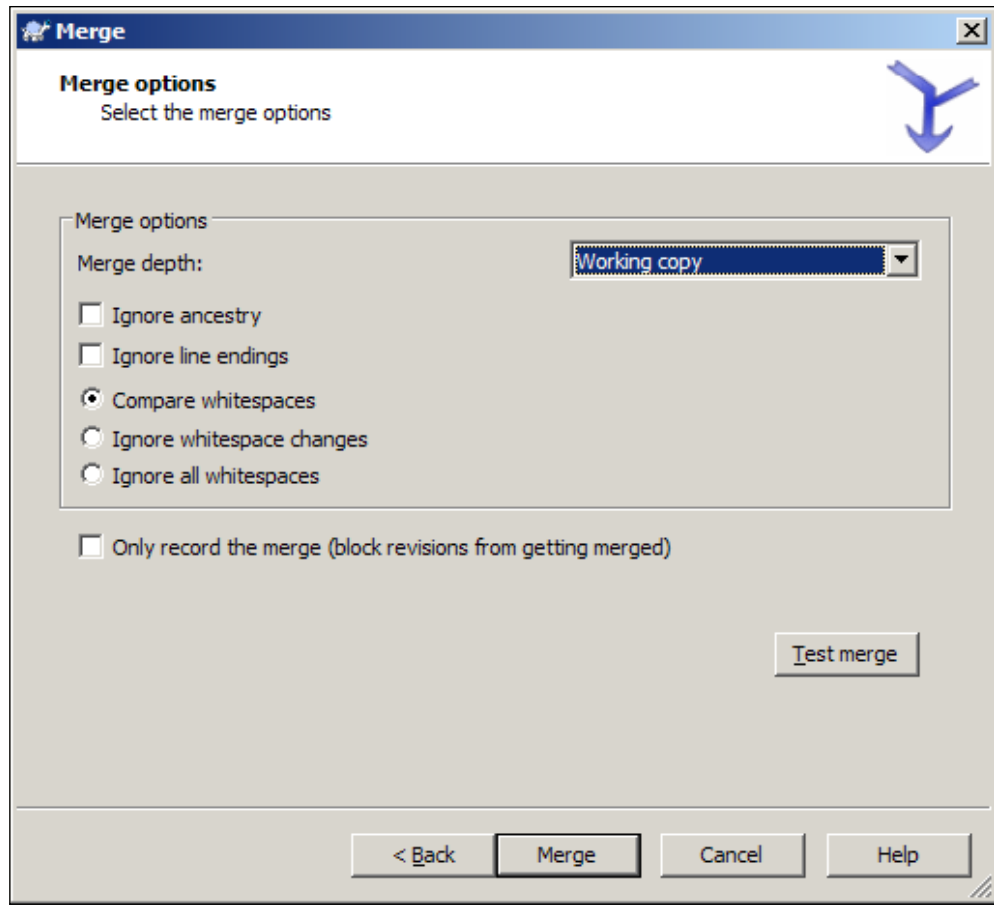 Merge
Merge options
Select the merge options
Merge options
Merge depth: Working copy
Ignore ancestry
Ignore line endings
Compare whitespaces
Ignore whitespace changes
Ignore all whitespaces
Only record the merge (block revisions from getting merged)
Test merge
< Back Merge Cancel Help